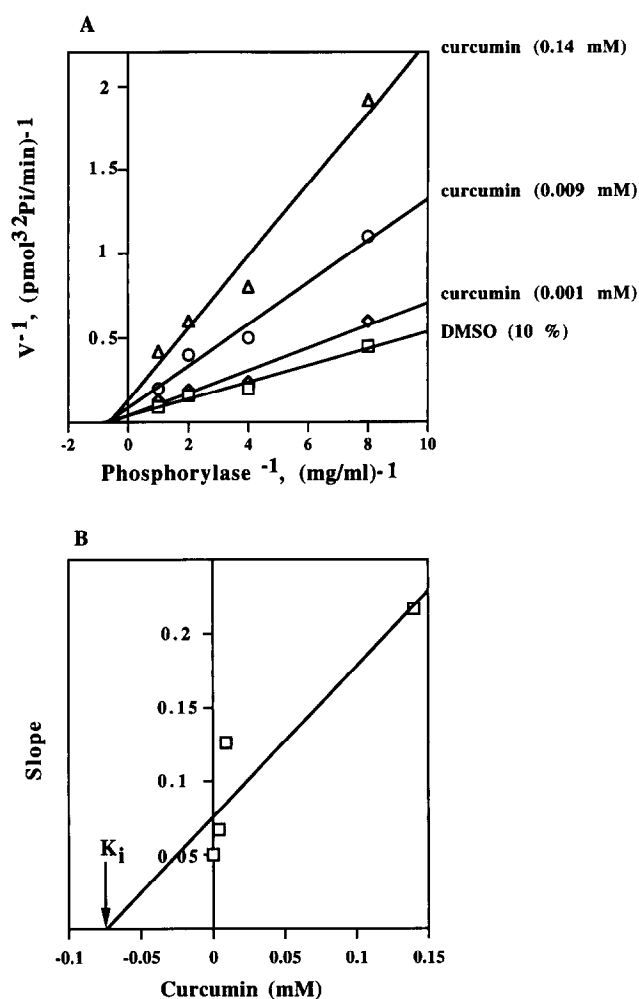 A
curcumin (0.14 mM)
2
1.5
curcumin (0.009 mM)
1
V-1, (pmol32Pi/min)-1
curcumin (0.001 mM)
0.5
DMSO (10 %)
-2 0 2 4 6 8 10
Phosphorylase -1, (mg/ml)-1
B
0.2
0.15
Slope
0.1
Ki
0.05
-0.1 -0.05 0 0.05 0.1 0.15
Curcumin (mM)